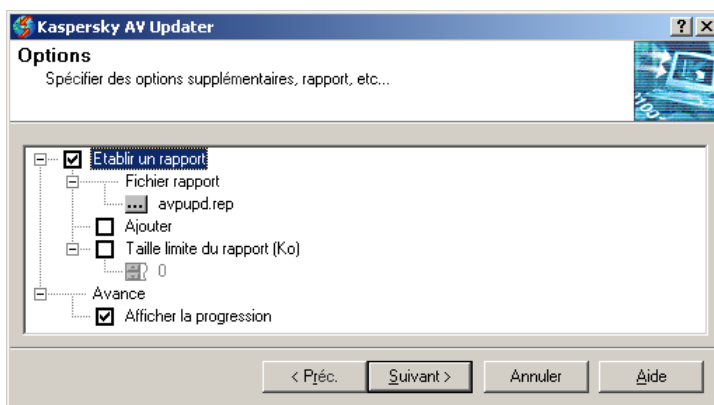 Kaspersky AV Updater
Options
Spécifier des options supplémentaires, rapport, etc...
Etablir un rapport
Fichier rapport
... avpupd.rep
Ajouter
Taille limite du rapport (Ko)
0
Avance
Afficher la progression
< Préc. Suivant > Annuler Aide